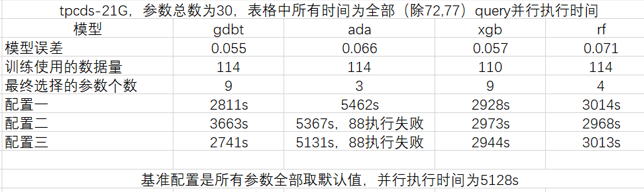 tpcds-21G，参数总数为30，表格中所有时间为全部（除72,77）query并行执行时间
模型 gdbt ada xgb rf
模型误差 0.055 0.066 0.057 0.071
训练使用的数据量 114 114 110 114
最终选择的参数个数 9 3 9 4
配置一 2811s 5462s 2928s 3014s
配置二 3663s 5367s，88执行失败 2973s 2968s
配置三 2741s 5131s，88执行失败 2944s 3013s
基准配置是所有参数全部取默认值，并行执行时间为5128s